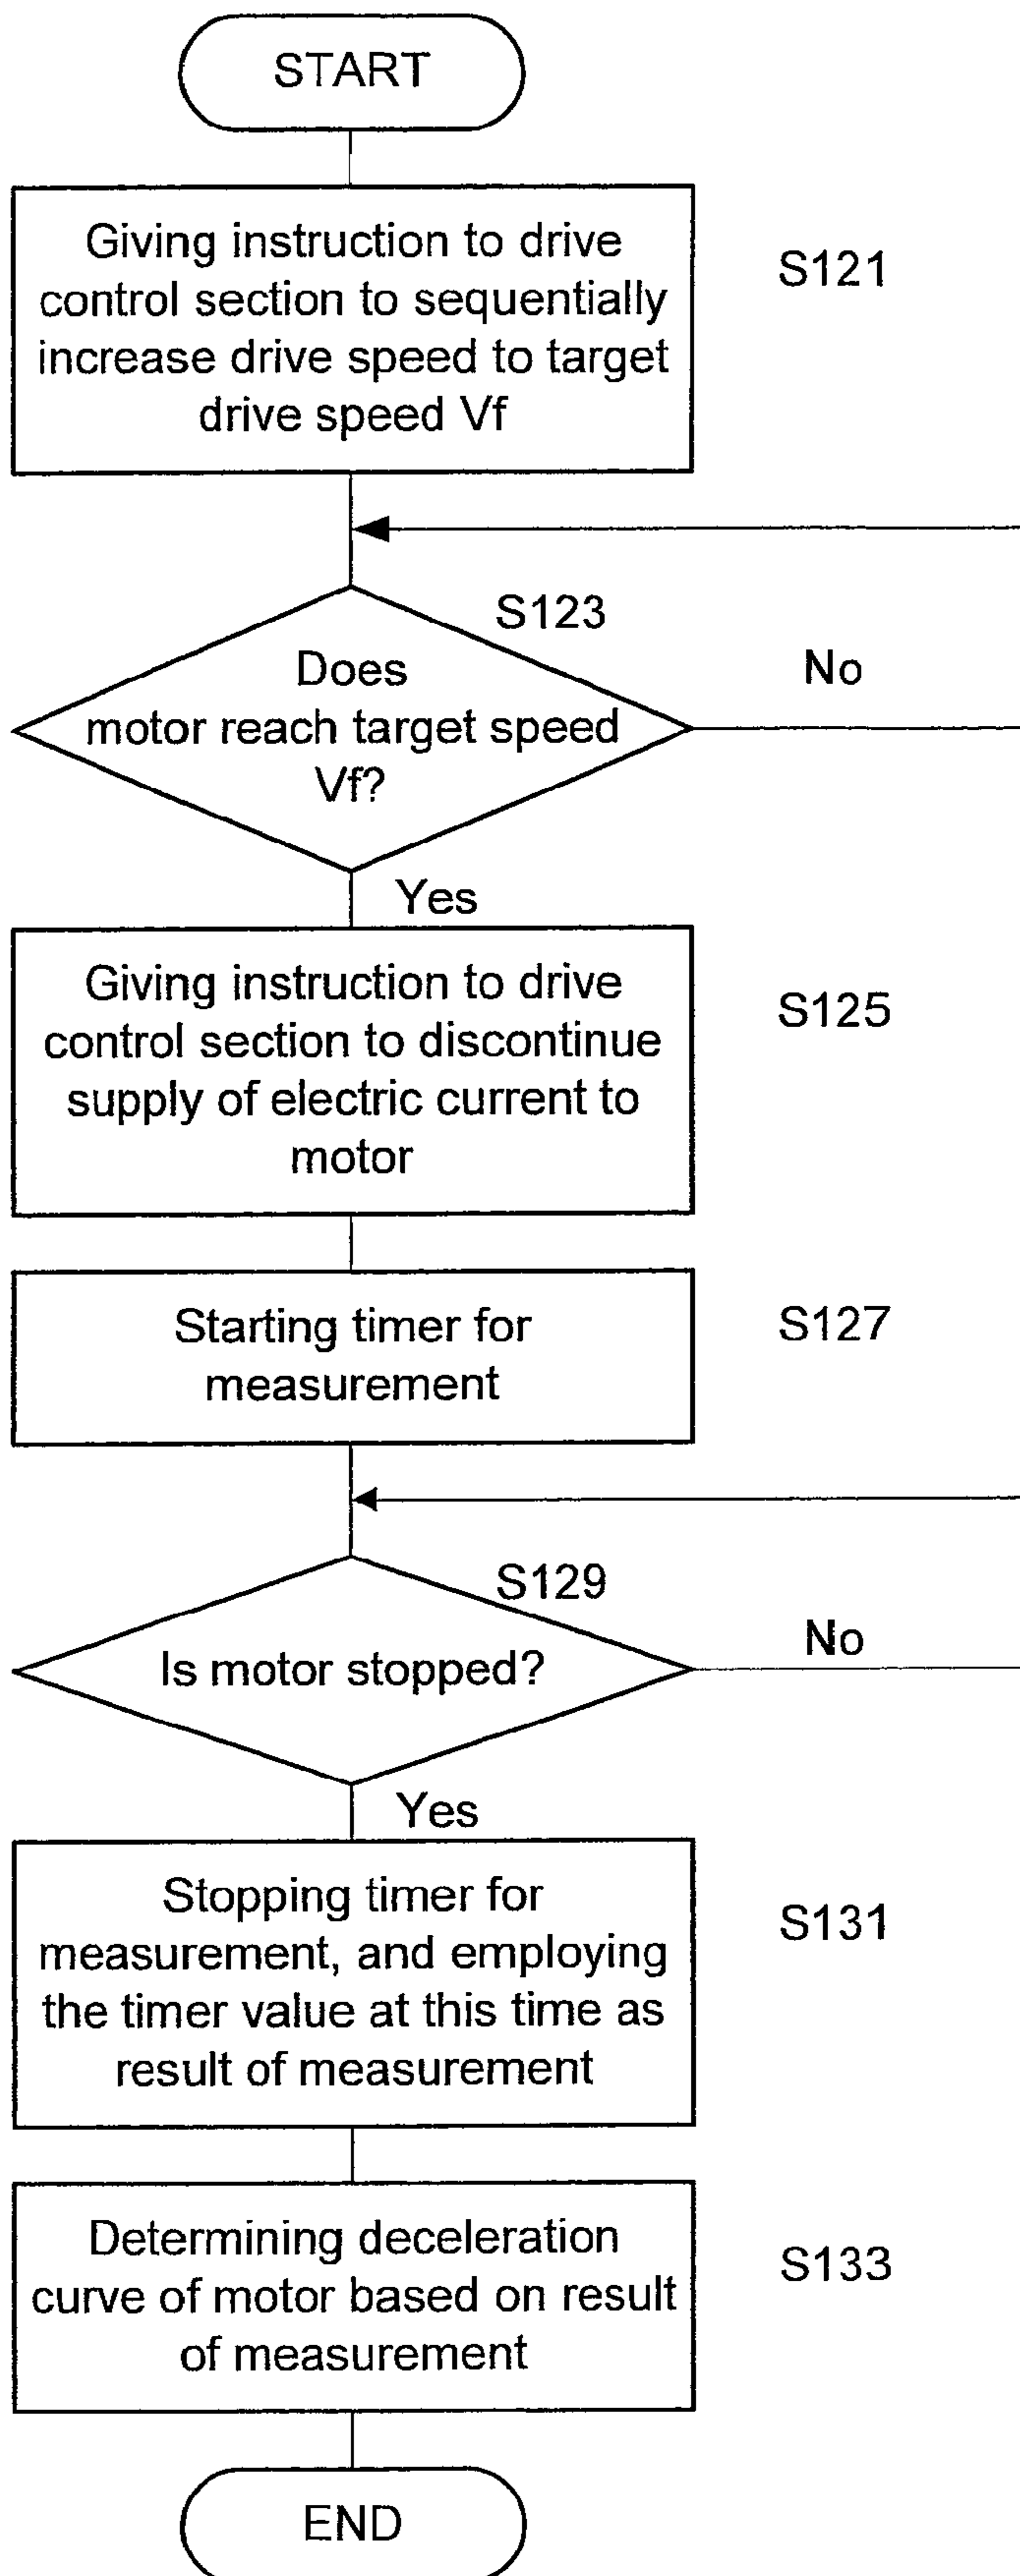 START
Giving instruction to drive
control section to sequentially
increase drive speed to target
drive speed Vf
S121
S123
Does
motor reach target speed
Vf?
No
Yes
Giving instruction to drive
control section to discontinue
supply of electric current to
motor
S125
Starting timer for
measurement
S127
S129
Is motor stopped?
No
Yes
Stopping timer for
measurement, and employing
the timer value at this time as
result of measurement
S131
Determining deceleration
curve of motor based on result
of measurement
S133
END